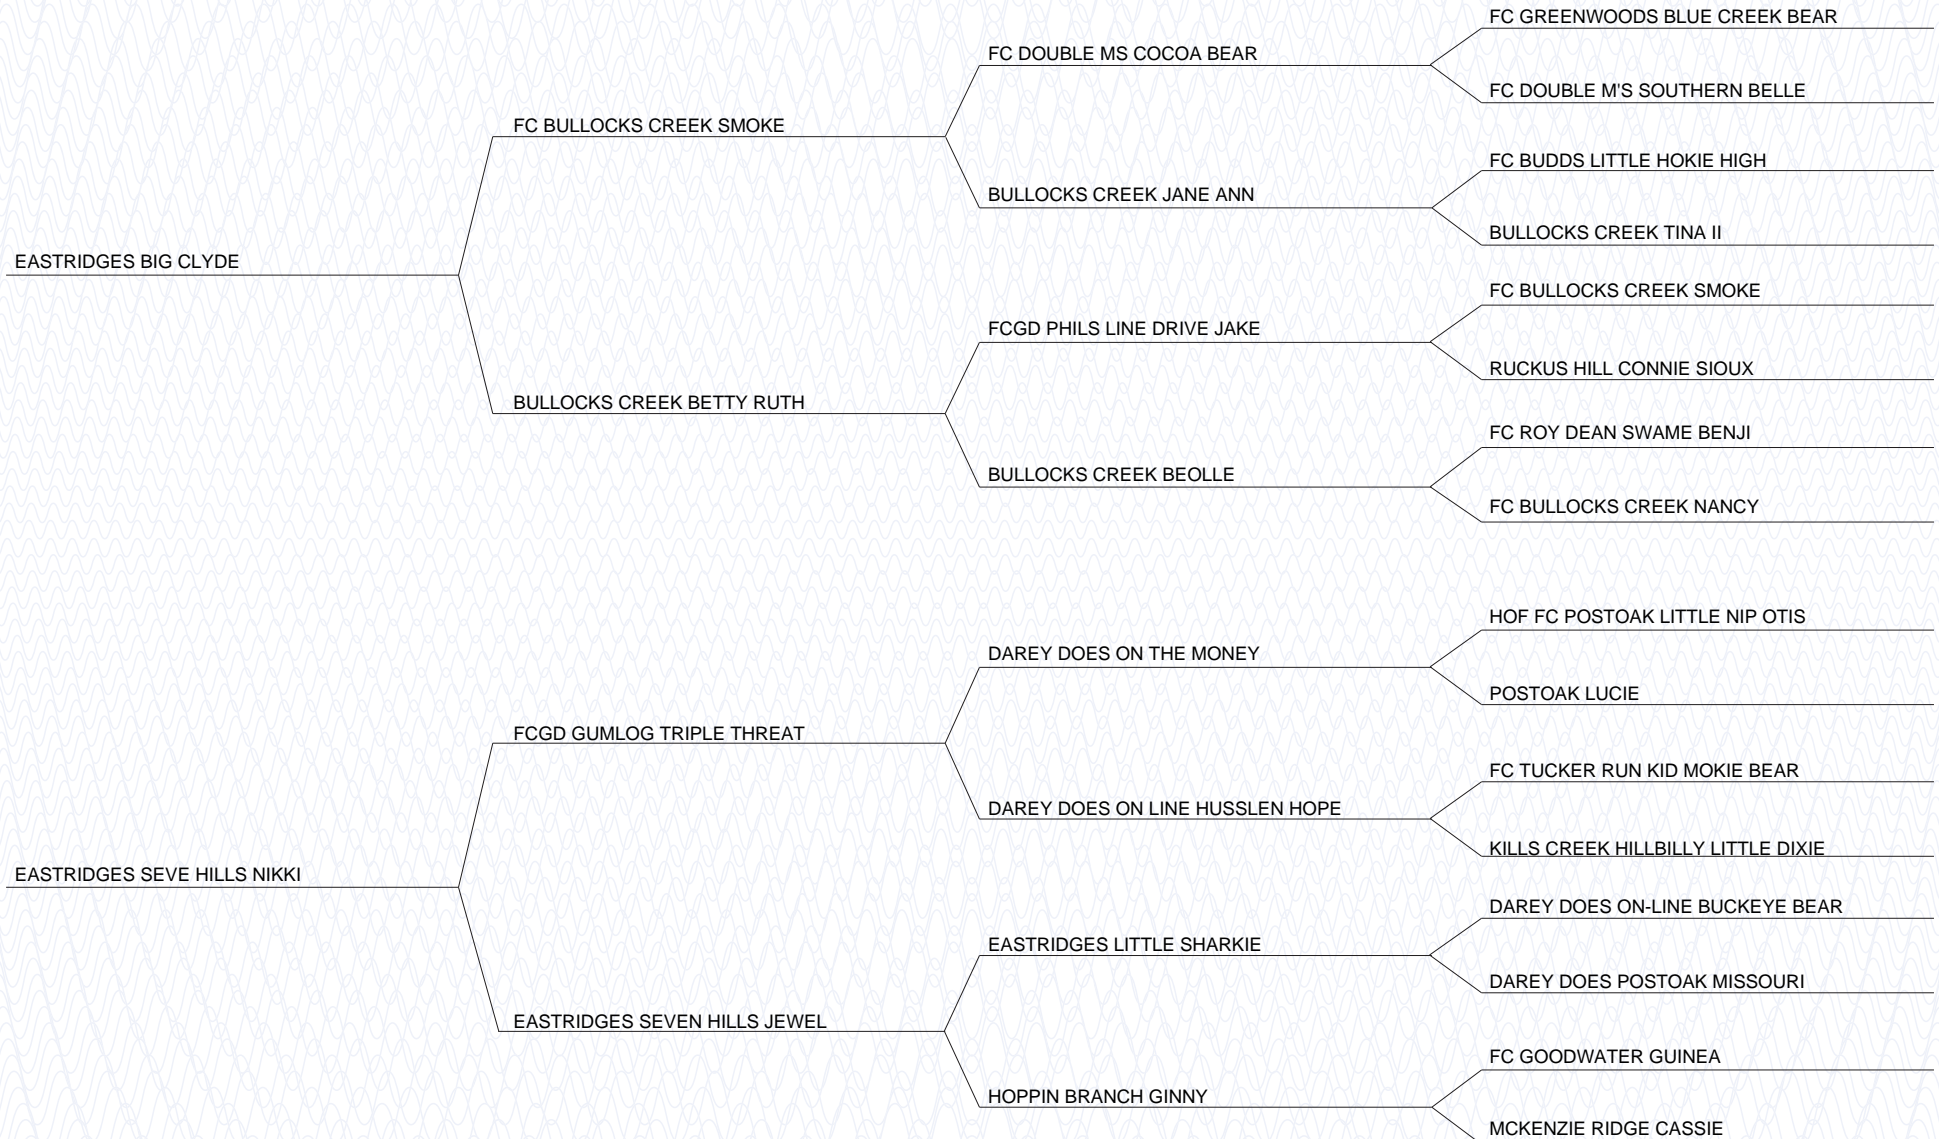 FC GREENWOODS BLUE CREEK BEAR
FC DOUBLE MS COCOA BEAR
FC DOUBLE M'S SOUTHERN BELLE
FC BULLOCKS CREEK SMOKE
FC BUDDS LITTLE HOKIE HIGH
BULLOCKS CREEK JANE ANN
BULLOCKS CREEK TINA II
EASTRIDGES BIG CLYDE
FC BULLOCKS CREEK SMOKE
FCGD PHILS LINE DRIVE JAKE
RUCKUS HILL CONNIE SIOUX
BULLOCKS CREEK BETTY RUTH
FC ROY DEAN SWAME BENJI
BULLOCKS CREEK BEOLLE
FC BULLOCKS CREEK NANCY
HOF FC POSTOAK LITTLE NIP OTIS
DAREY DOES ON THE MONEY
POSTOAK LUCIE
FCGD GUMLOG TRIPLE THREAT
FC TUCKER RUN KID MOKIE BEAR
DAREY DOES ON LINE HUSSLEN HOPE
KILLS CREEK HILLBILLY LITTLE DIXIE
EASTRIDGES SEVE HILLS NIKKI
DAREY DOES ON-LINE BUCKEYE BEAR
EASTRIDGES LITTLE SHARKIE
DAREY DOES POSTOAK MISSOURI
EASTRIDGES SEVEN HILLS JEWEL
FC GOODWATER GUINEA
HOPPIN BRANCH GINNY
MCKENZIE RIDGE CASSIE